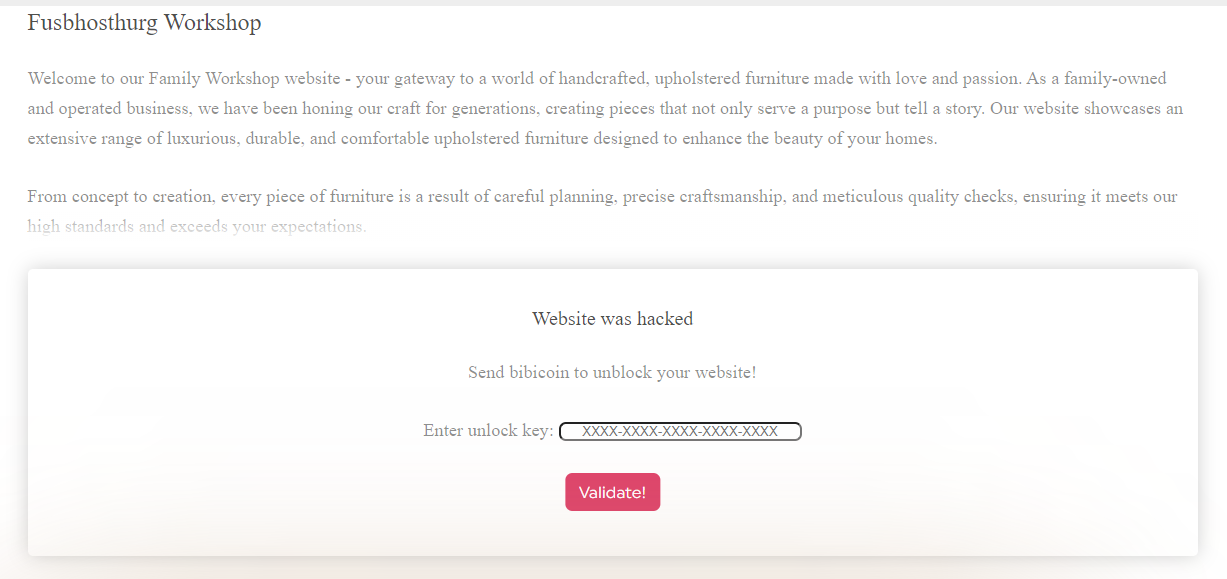 Fusbhosthurg Workshop
Welcome to our Family Workshop website - your gateway to a world of handcrafted, upholstered furniture made with love and passion. As a family-owned
and operated business, we have been honing our craft for generations, creating pieces that not only serve a purpose but tell a story. Our website showcases an
extensive range of luxurious, durable, and comfortable upholstered furniture designed to enhance the beauty of your homes.
From concept to creation, every piece of furniture is a result of careful planning, precise craftsmanship, and meticulous quality checks, ensuring it meets our
high standards and exceeds your expectations.
Website was hacked
Send bibicoin to unblock your website!
Enter unlock key: XXXX-XXXX-XXXX-XXXX-XXXX
Validate!